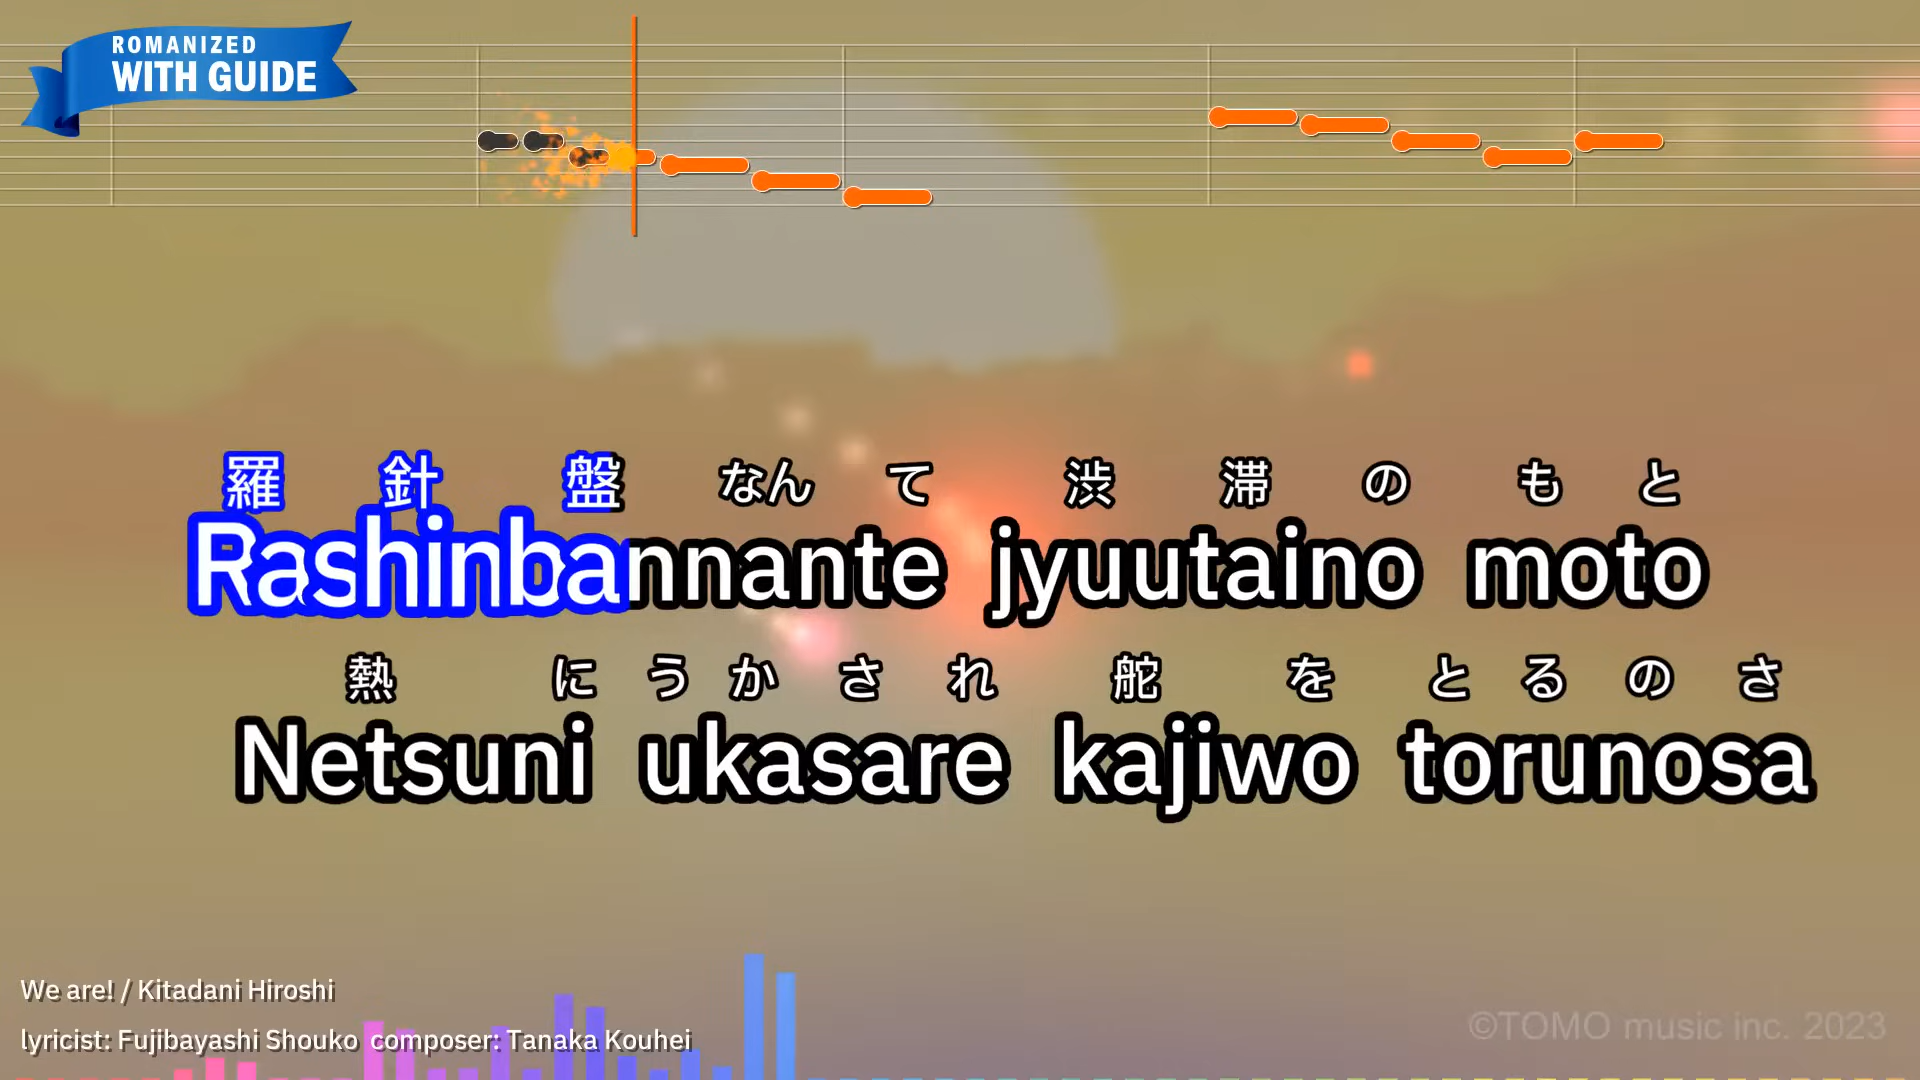 ROMANIZED
WITH GUIDE
羅針盤なんて渋滞のもと
Rashinbannnante jyuutaino moto
熱にうかされ舵をとるのさ
Netsuni ukasare kajiwo torunosa
We are! / Kitadani Hiroshi
lyricist: Fujibayashi Shouko composer: Tanaka Kouhei
©TOMO music inc. 2023